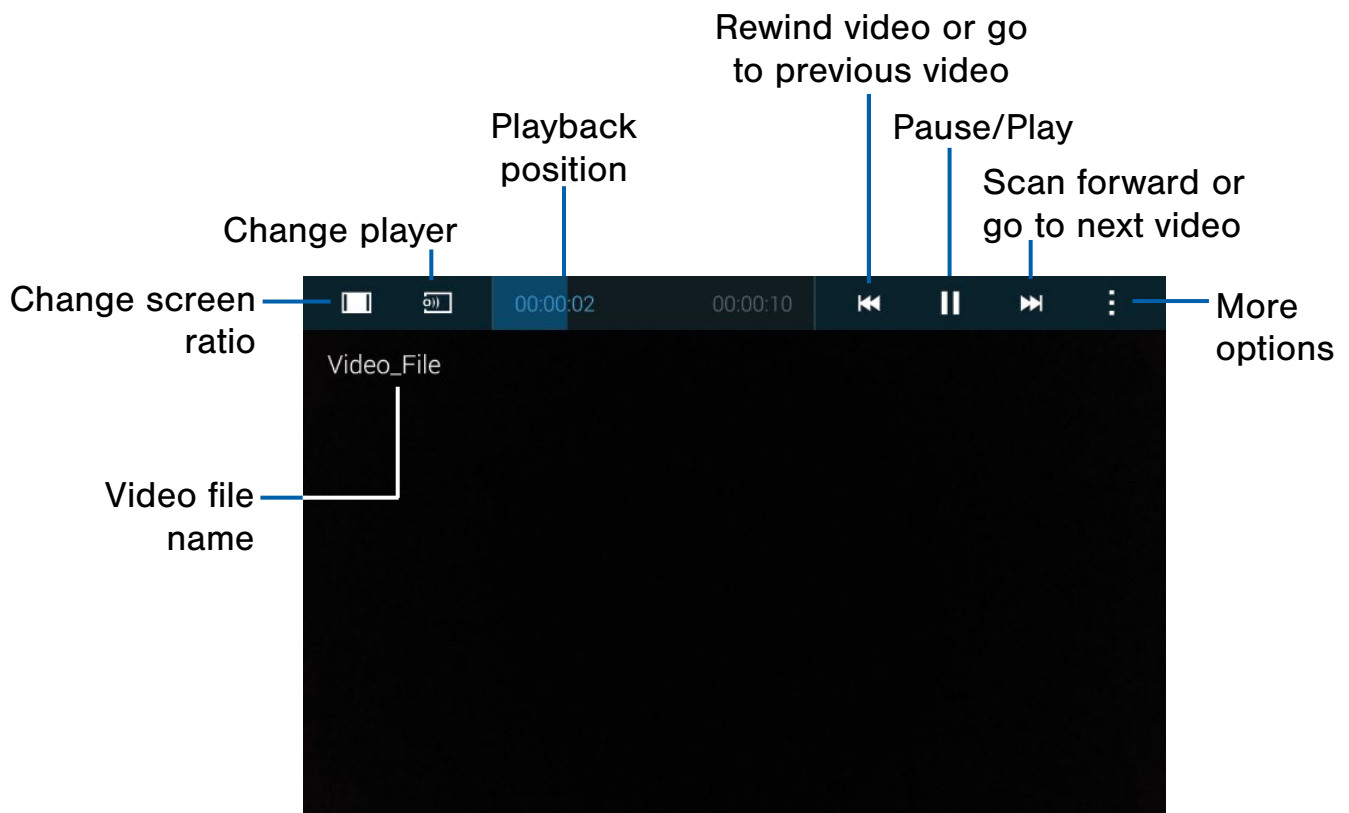 Rewind video or go
to previous video
Playback
position
Pause/Play
Scan forward or
go to next video
Change player
Change screen
ratio
00:00:02
00:00:10
More
options
Video_File
Video file
name